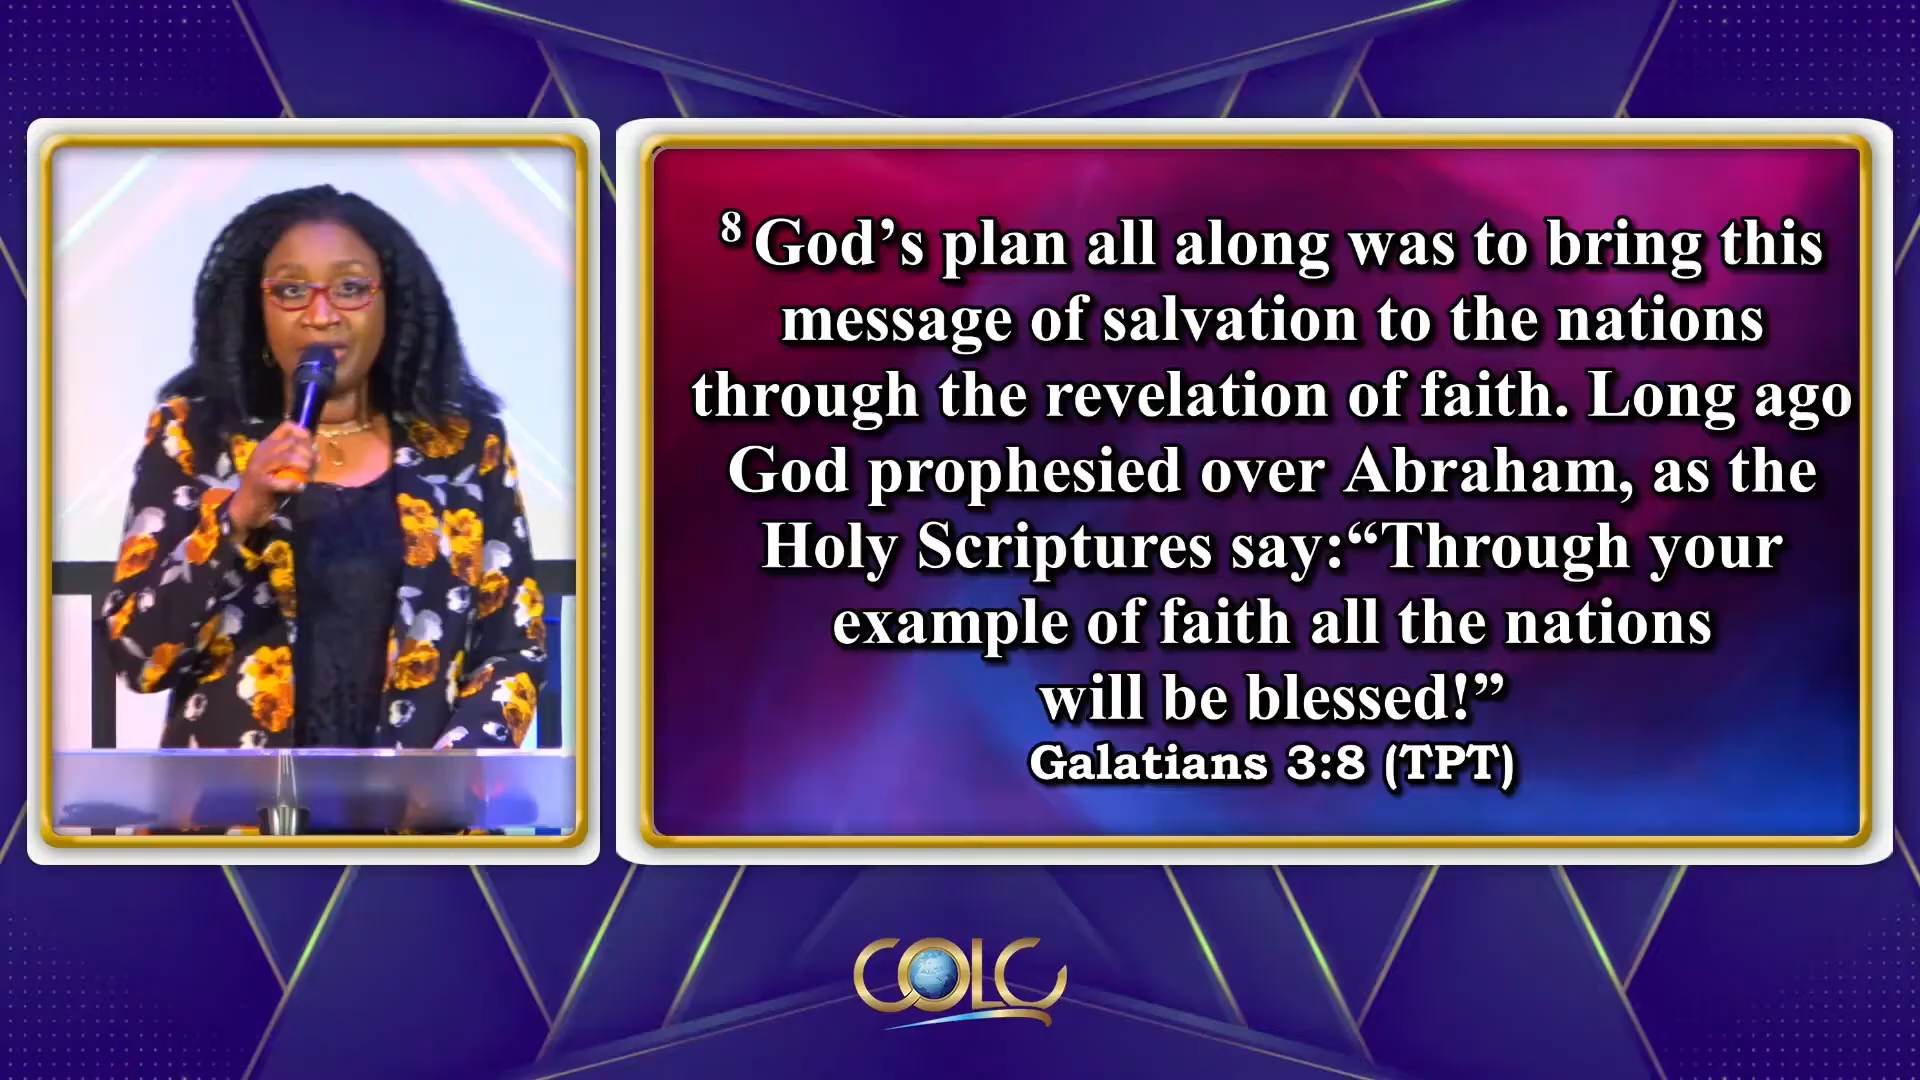 8 God’s plan all along was to bring this
message of salvation to the nations
through the revelation of faith. Long ago
God prophesied over Abraham, as the
Holy Scriptures say:“Through your
example of faith all the nations
will be blessed!”
Galatians 3:8 (TPT)
COLC